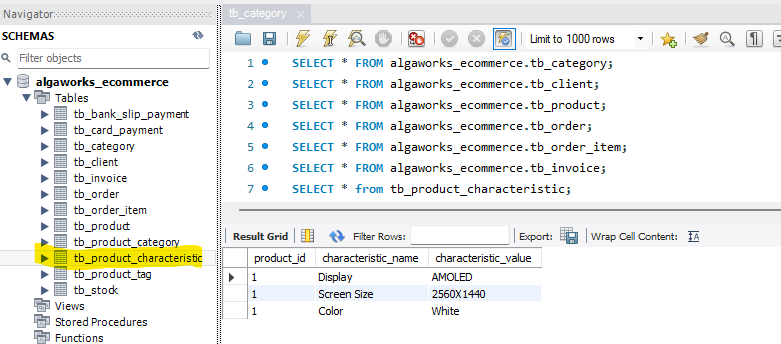 Navigator:
SCHEMAS
Filter objects
algaworks_ecommerce
Tables
tb_bank_slip_payment
tb_card_payment
tb_category
tb_client
tb_invoice
tb_order
tb_order_item
tb_product
tb_product_category
tb_product_characteristic
tb_product_tag
tb_stock
Views
Stored Procedures
Functions
tb_category
Limit to 1000 rows
1 SELECT * FROM algaworks_ecommerce.tb_category;
2 SELECT * FROM algaworks_ecommerce.tb_client;
3 SELECT * FROM algaworks_ecommerce.tb_product;
4 SELECT * FROM algaworks_ecommerce.tb_order;
5 SELECT * FROM algaworks_ecommerce.tb_order_item;
6 SELECT * FROM algaworks_ecommerce.tb_invoice;
7 SELECT * from tb_product_characteristic;
Result Grid Filter Rows: Export: Wrap Cell Content:
product_id characteristic_name characteristic_value
1 Display AMOLED
1 Screen Size 2560X1440
1 Color White